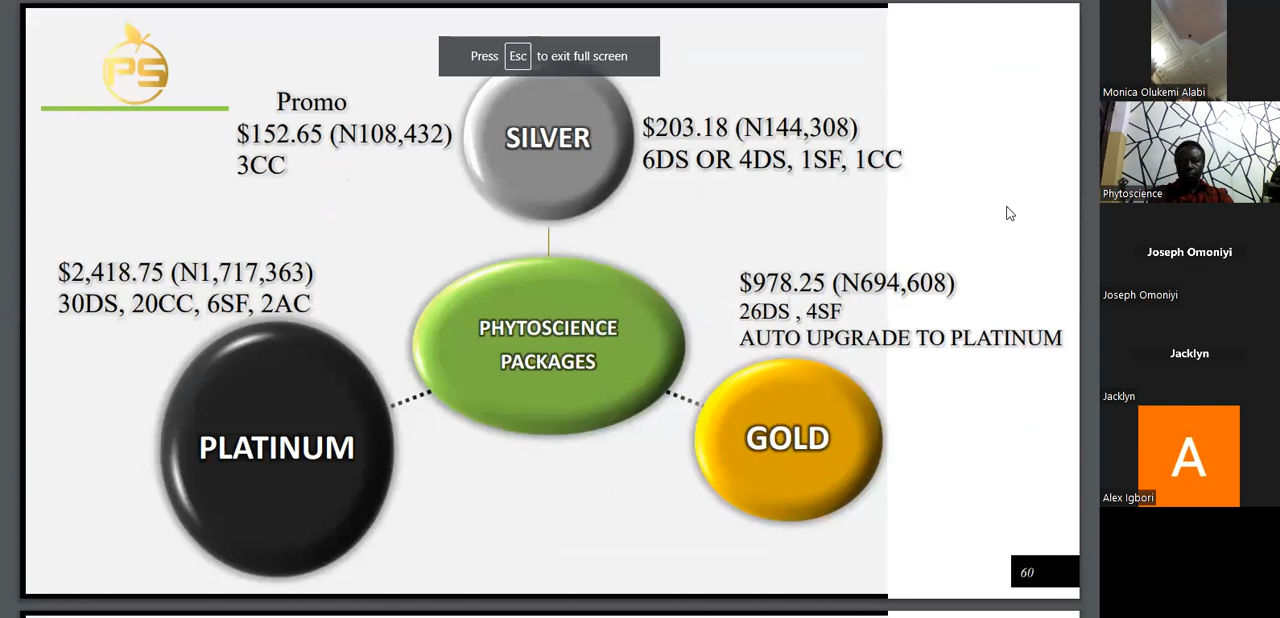 PS
Press Esc to exit full screen
Promo
$152.65 (N108,432)
3CC
SILVER
$203.18 (N144,308)
6DS OR 4DS, 1SF, 1CC
$2,418.75 (N1,717,363)
30DS, 20CC, 6SF, 2AC
PHYTOSCIENCE
PACKAGES
$978.25 (N694,608)
26DS , 4SF
AUTO UPGRADE TO PLATINUM
PLATINUM
GOLD
60
Monica Olukemi Alabi
Phytoscience
Joseph Omoniyi
Joseph Omoniyi
Jacklyn
Jacklyn
A
Alex Igbori